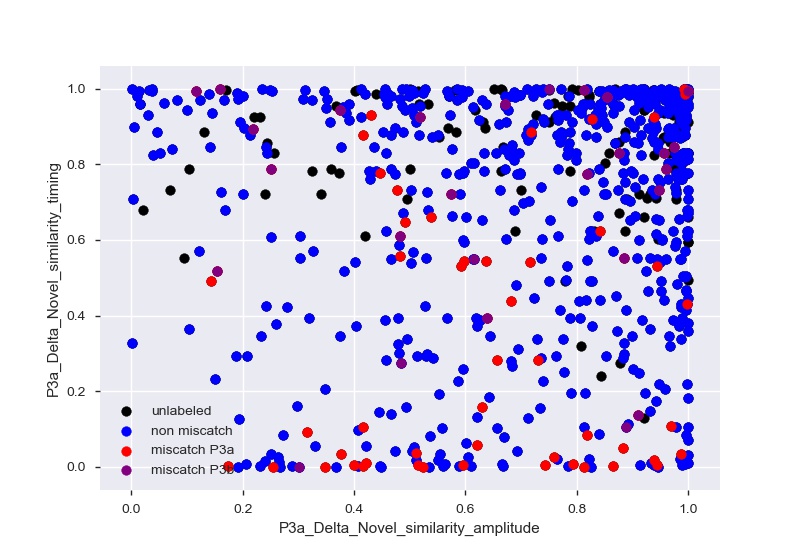 1.0
0.8
0.6
0.4
0.2
0.0
P3a_Delta_Novel_similarity_timing
unlabeled
non miscatch
miscatch P3a
miscatch P3b
0.0 0.2 0.4 0.6 0.8 1.0
P3a_Delta_Novel_similarity_amplitude